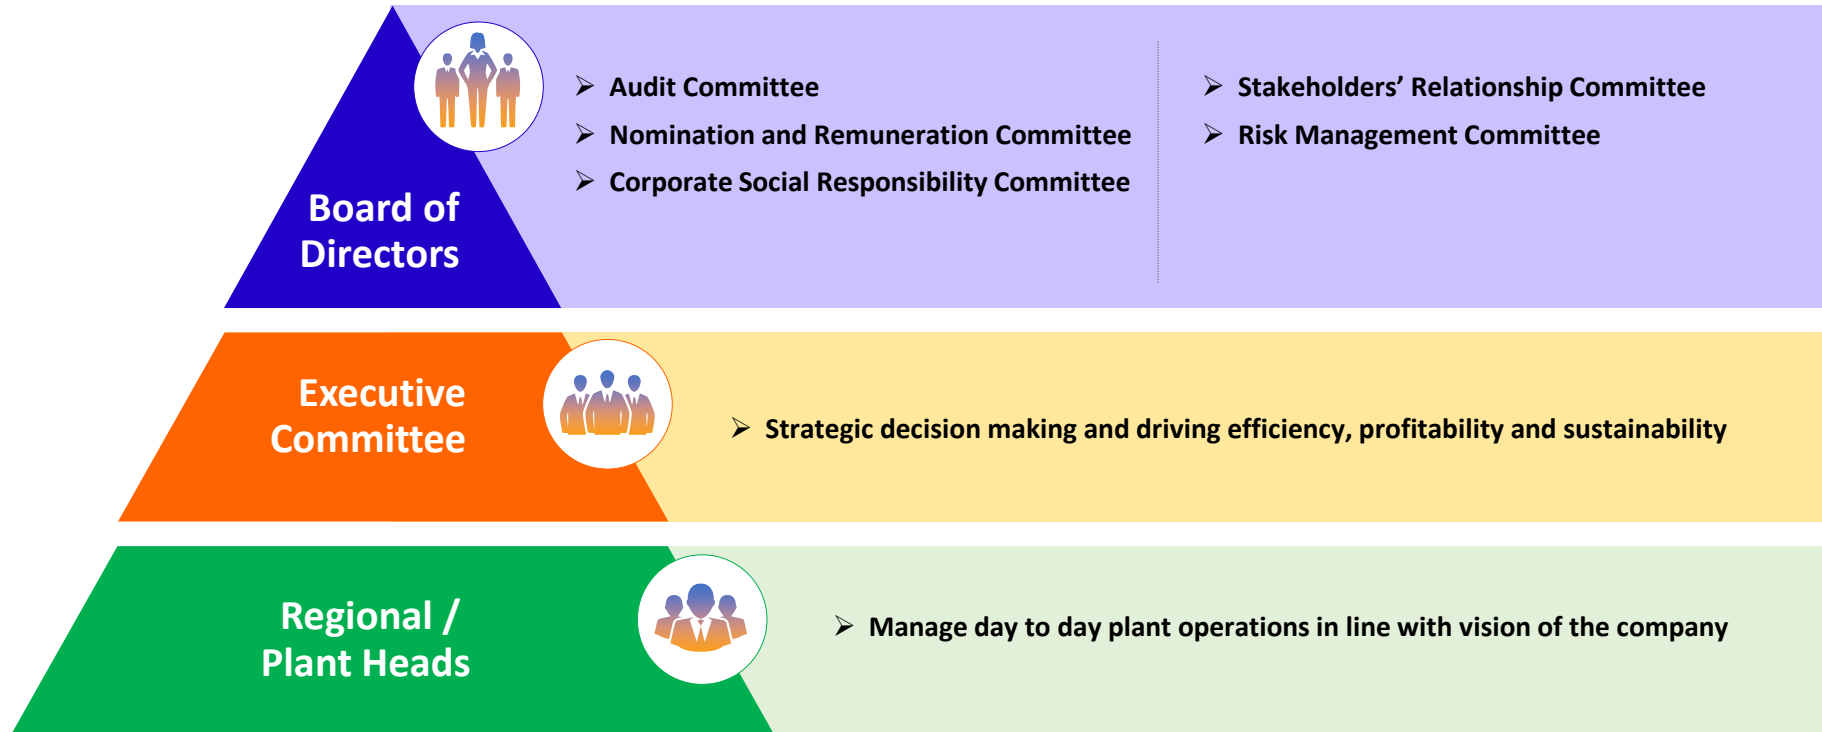 Board of
Directors
➢ Audit Committee
➢ Nomination and Remuneration Committee
➢ Corporate Social Responsibility Committee
➢ Stakeholders’ Relationship Committee
➢ Risk Management Committee
Executive
Committee
➢ Strategic decision making and driving efficiency, profitability and sustainability
Regional /
Plant Heads
➢ Manage day to day plant operations in line with vision of the company